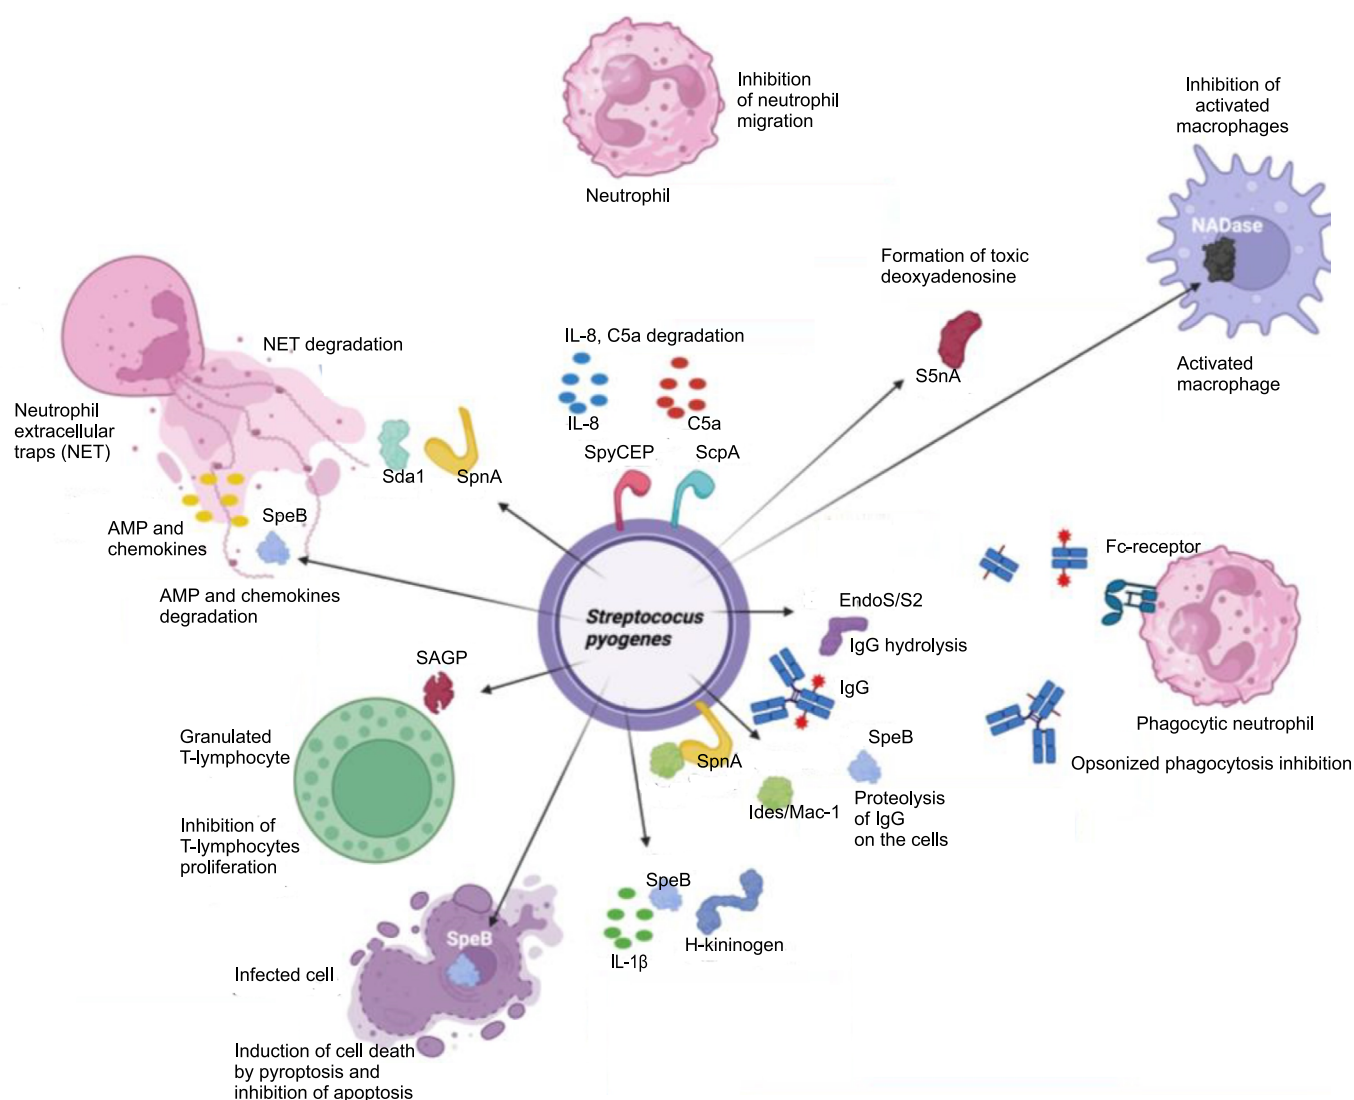 Inhibition
of neutrophil
migration
Neutrophil
Inhibition of
activated
macrophages
NADase
Activated
macrophage
Formation of toxic
deoxyadenosine
S5nA
NET degradation
Neutrophil
extracellular
traps (NET)
Sda1
SpnA
IL-8, C5a degradation
IL-8
C5a
SpyCEP
ScpA
AMP and
chemokines
SpeB
AMP and chemokines
degradation
Streptococus
pyogenes
Fc-receptor
EndoS/S2
IgG hydrolysis
IgG
Phagocytic neutrophil
Opsonized phagocytosis inhibition
SAGP
Granulated
T-lymphocyte
Inhibition of
T-lymphocytes
proliferation
SpnA
SpeB
Ides/Mac-1
Proteolysis
of IgG
on the cells
SpeB
IL-1β
H-kininogen
SpeB
Infected cell
Induction of cell death
by pyroptosis and
inhibition of apoptosis